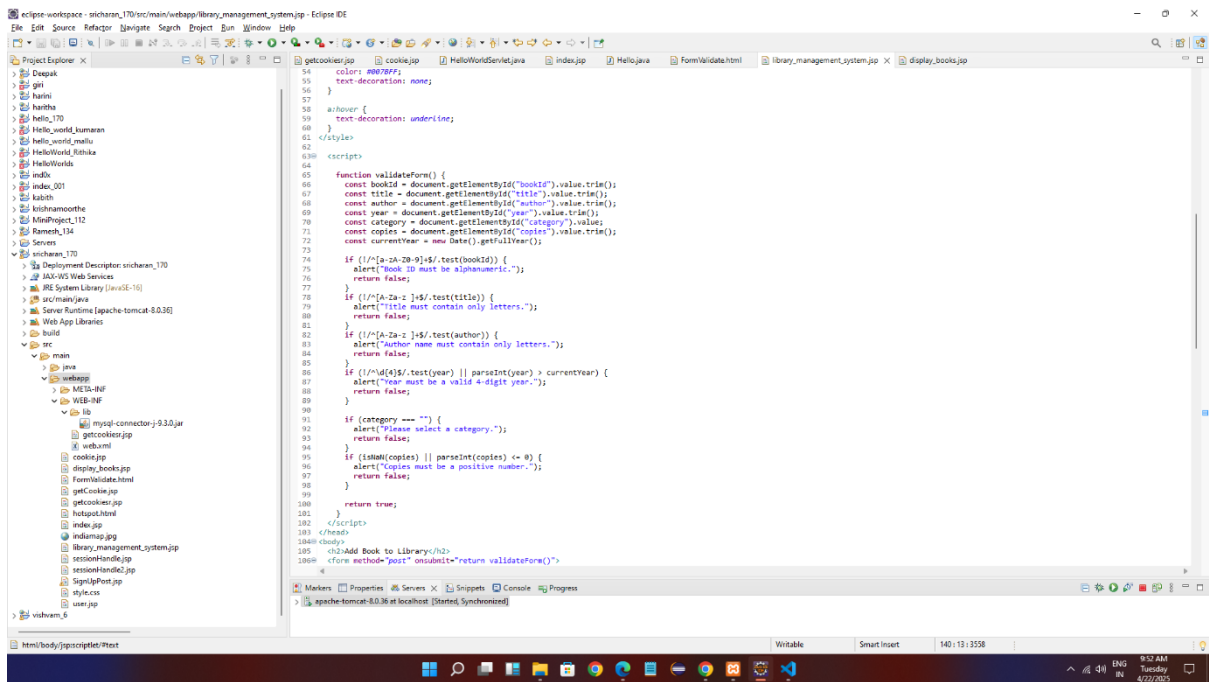 eclipse-workspace - sricharan_170/src/main/webapp/library_management_system.jsp - Eclipse IDE
File Edit Source Refactor Navigate Search Project Run Window Help
Project Explorer
getcookiesr.jsp cookie.jsp HelloWorldServlet.java index.jsp Hello.java FormValidate.html library_management_system.jsp display_books.jsp
Deepak
giri
harini
haritha
hello_170
Hello_world_kumaran
hello_world_mallu
HelloWorld_Rithika
HelloWorlds
ind0x
index_001
kabith
krishnamoorthe
MiniProject_112
Ramesh_134
Servers
sricharan_170
Deployment Descriptor: sricharan_170
JAX-WS Web Services
JRE System Library [JavaSE-16]
src/main/java
Server Runtime [apache-tomcat-8.0.36]
Web App Libraries
build
src
main
java
webapp
META-INF
WEB-INF
lib
mysql-connector-j-9.3.0.jar
getcookiesr.jsp
web.xml
cookie.jsp
display_books.jsp
FormValidate.html
getCookie.jsp
getcookiesr.jsp
hotspot.html
index.jsp
indiamap.jpg
library_management_system.jsp
sessionHandle.jsp
sessionHandle2.jsp
SignUpPost.jsp
style.css
user.jsp
vishvam_6
54 color: #007BFF;
55 text-decoration: none;
56 }
57
58 a:hover {
59 text-decoration: underline;
60 }
61 </style>
62
63 <script>
64
65 function validateForm() {
66 const bookId = document.getElementById("bookId").value.trim();
67 const title = document.getElementById("title").value.trim();
68 const author = document.getElementById("author").value.trim();
69 const year = document.getElementById("year").value.trim();
70 const category = document.getElementById("category").value;
71 const copies = document.getElementById("copies").value.trim();
72 const currentYear = new Date().getFullYear();
73
74 if (!/^[a-zA-Z0-9]+$/.test(bookId)) {
75 alert("Book ID must be alphanumeric.");
76 return false;
77 }
78 if (!/^[A-Za-z ]+$/.test(title)) {
79 alert("Title must contain only letters.");
80 return false;
81 }
82 if (!/^[A-Za-z ]+$/.test(author)) {
83 alert("Author name must contain only letters.");
84 return false;
85 }
86 if (!/^\d{4}$/.test(year) || parseInt(year) > currentYear) {
87 alert("Year must be a valid 4-digit year.");
88 return false;
89 }
90
91 if (category === "") {
92 alert("Please select a category.");
93 return false;
94 }
95 if (isNaN(copies) || parseInt(copies) <= 0) {
96 alert("Copies must be a positive number.");
97 return false;
98 }
99
100 return true;
101 }
102 </script>
103 </head>
104 <body>
105 <h2>Add Book to Library</h2>
106 <form method="post" onsubmit="return validateForm()">
Markers Properties Servers Snippets Console Progress
apache-tomcat-8.0.36 at localhost [Started, Synchronized]
html/body/jsp:scriptlet/#text Writable Smart Insert 140 : 13 : 3558
ENG
IN
9:52 AM
Tuesday
4/22/2025